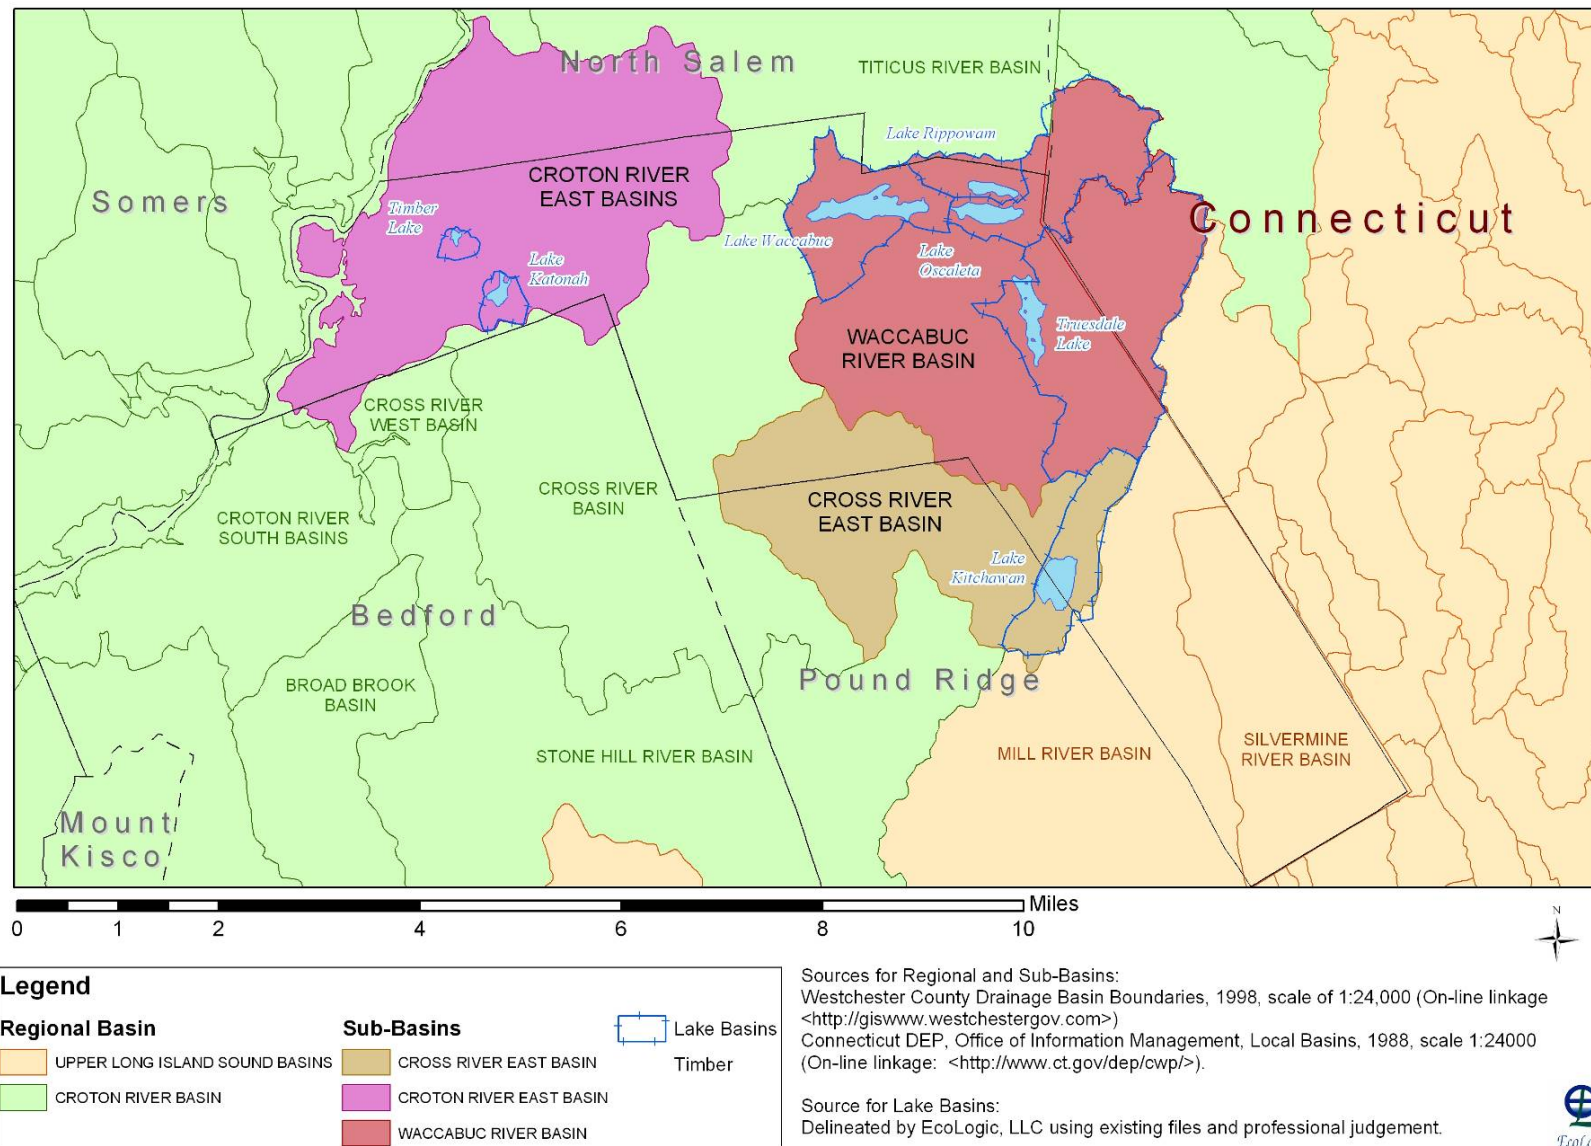 North Salem
TITICUS RIVER BASIN
Lake Rippowam
CROTON RIVER
EAST BASINS
Somers
Timber
Lake
Connecticut
Lake Waccabuc
Lake
Oscaleta
Lake
Katonah
Truesdale
Lake
WACCABUC
RIVER BASIN
CROSS RIVER
WEST BASIN
CROSS RIVER
BASIN
CROSS RIVER
EAST BASIN
CROTON RIVER
SOUTH BASINS
Lake
Kitchawan
Bedford
Pound Ridge
BROAD BROOK
BASIN
STONE HILL RIVER BASIN
MILL RIVER BASIN
SILVERMINE
RIVER BASIN
Mount
Kisco
Miles
0 1 2 4 6 8 10
N
Legend
Regional Basin
UPPER LONG ISLAND SOUND BASINS
CROTON RIVER BASIN
Sub-Basins
CROSS RIVER EAST BASIN
CROTON RIVER EAST BASIN
WACCABUC RIVER BASIN
Lake Basins
Timber
Sources for Regional and Sub-Basins:
Westchester County Drainage Basin Boundaries, 1998, scale of 1:24,000 (On-line linkage
<http://giswww.westchestergov.com>)
Connecticut DEP, Office of Information Management, Local Basins, 1988, scale 1:24000
(On-line linkage: <http://www.ct.gov/dep/cwp/>).
Source for Lake Basins:
Delineated by EcoLogic, LLC using existing files and professional judgement.